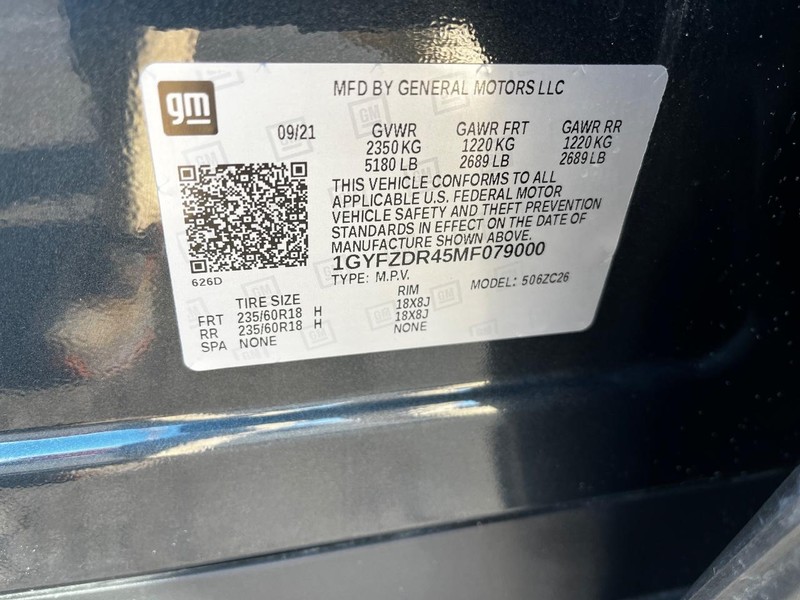 gm
MFD BY GENERAL MOTORS LLC
09/21 GVWR GAWR FRT GAWR RR
2350 KG 1220 KG 1220 KG
5180 LB 2689 LB 2689 LB
THIS VEHICLE CONFORMS TO ALL
APPLICABLE U.S. FEDERAL MOTOR
VEHICLE SAFETY AND THEFT PREVENTION
STANDARDS IN EFFECT ON THE DATE OF
MANUFACTURE SHOWN ABOVE.
1GYFZDR45MF079000
626D TYPE: M.P.V. MODEL: 506ZC26
TIRE SIZE RIM
FRT 235/60R18 H 18X8J
RR 235/60R18 H 18X8J
SPA NONE NONE